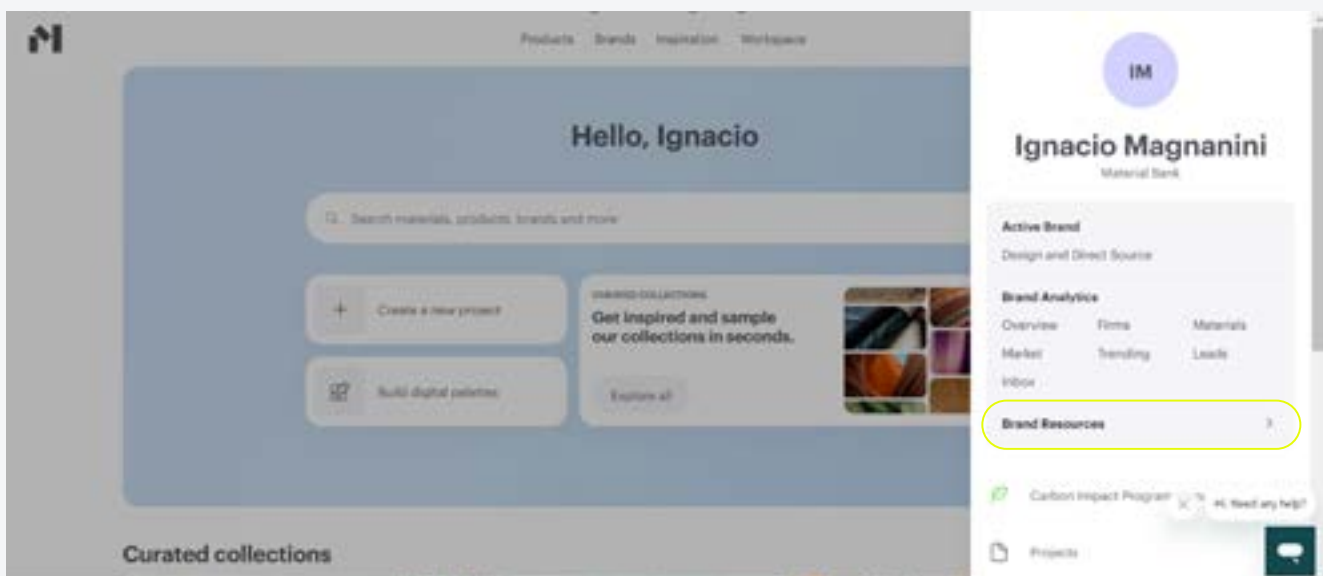 Products Brands Inspiration Workspace
Hello, Ignacio
Search materials, products, brands and more
Create a new project
Build digital palettes
CURATED COLLECTIONS
Get inspired and sample
our collections in seconds.
Explore all
Curated collections
IM
Ignacio Magnanini
Material Bank
Active Brand
Design and Direct Source
Brand Analytics
Overview Firms Materials
Market Trending Leads
Inbox
Brand Resources
Carbon Impact Program
Hi. Need any help?
Projects